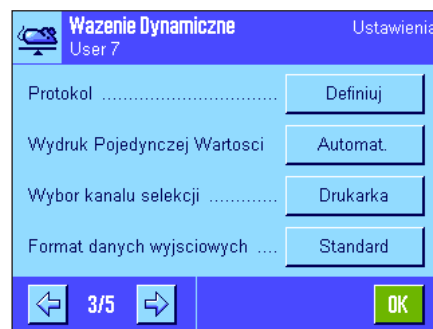 Wazenie Dynamiczne
Ustawienia
User 7
Protokol ................................ Definiuj
Wydruk Pojedynczej Wartosci Automat.
Wybor kanalu selekcji ............. Drukarka
Format danych wyjsciowych .... Standard
3/5
OK